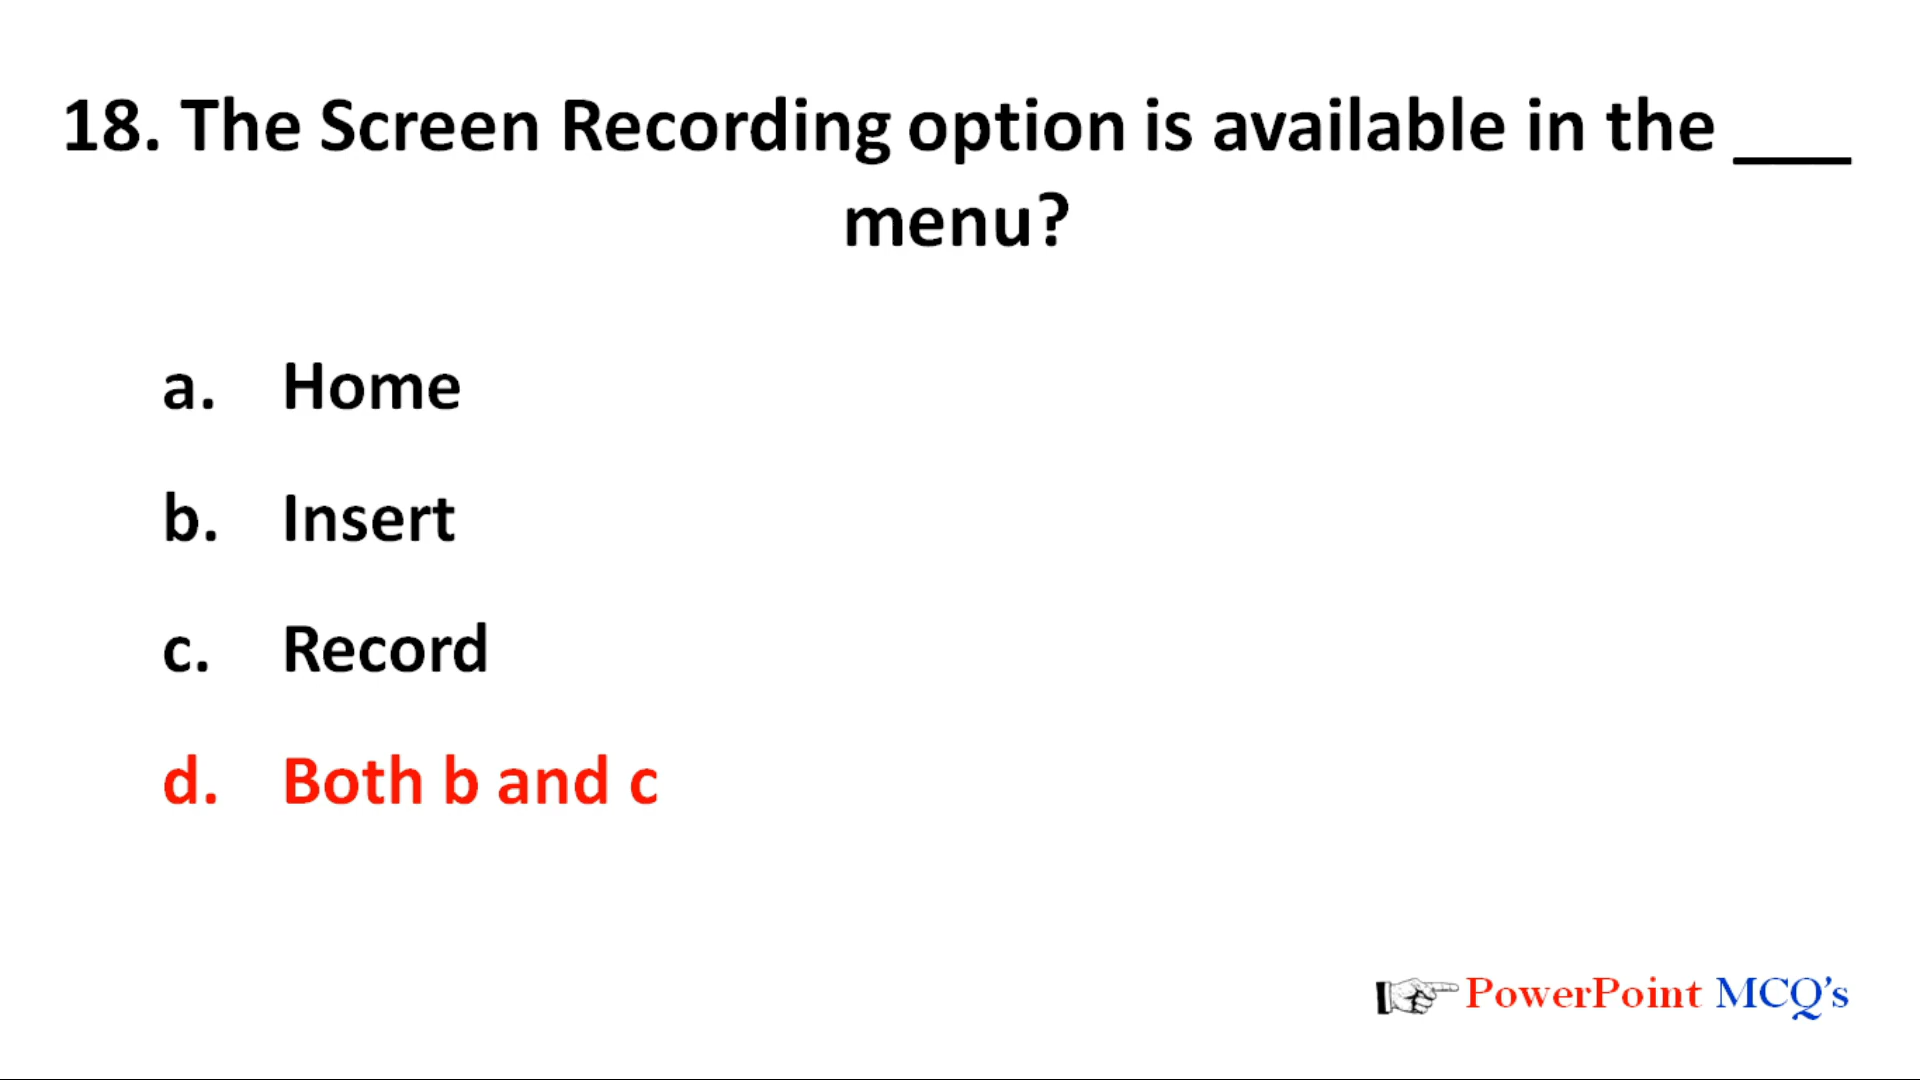 18. The Screen Recording option is available in the ___
menu?
a. Home
b. Insert
c. Record
d. Both b and c
PowerPoint MCQ's